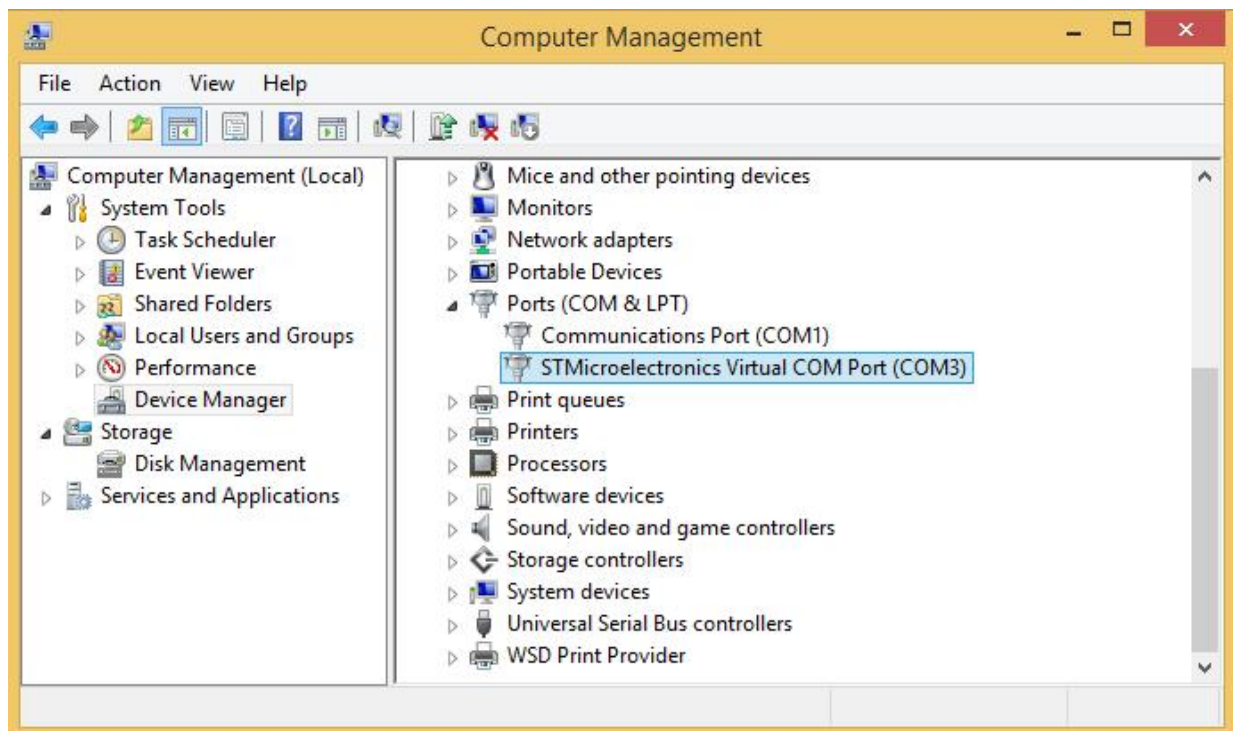 Computer Management
File Action View Help
Computer Management (Local)
System Tools
Task Scheduler
Event Viewer
Shared Folders
Local Users and Groups
Performance
Device Manager
Storage
Disk Management
Services and Applications
Mice and other pointing devices
Monitors
Network adapters
Portable Devices
Ports (COM & LPT)
Communications Port (COM1)
STMicroelectronics Virtual COM Port (COM3)
Print queues
Printers
Processors
Software devices
Sound, video and game controllers
Storage controllers
System devices
Universal Serial Bus controllers
WSD Print Provider